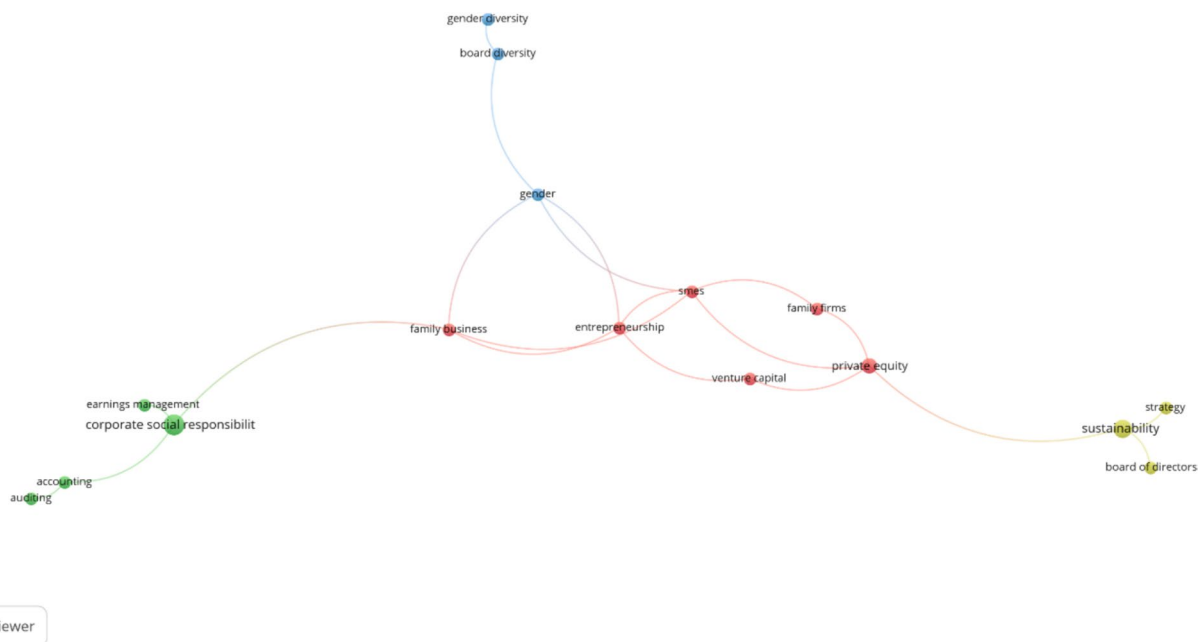 gender diversity
board diversity
gender
smes
family firms
family business
entrepreneurship
private equity
venture capital
earnings management
corporate social responsibilit
strategy
sustainability
board of directors
accounting
auditing
iewer